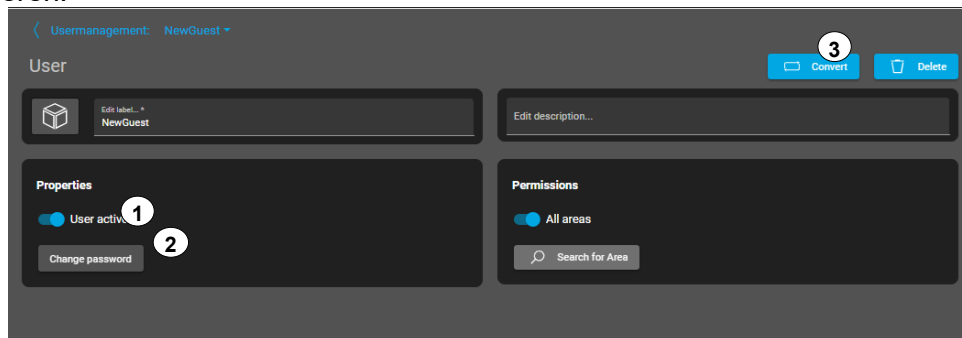 Usermanagement: NewGuest
3
User
Convert
Delete
Edit label... *
NewGuest
Edit description...
Properties
Permissions
User active
1
All areas
2
Change password
Search for Area